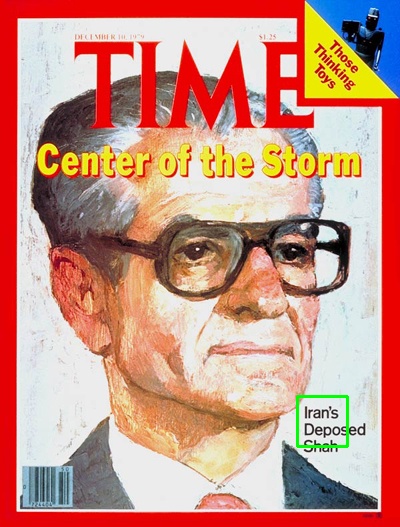 DECEMBER 10, 1979
$1.25
TIME
Those
Thinking
Toys
Center of the Storm
Iran's
Deposed
Shah